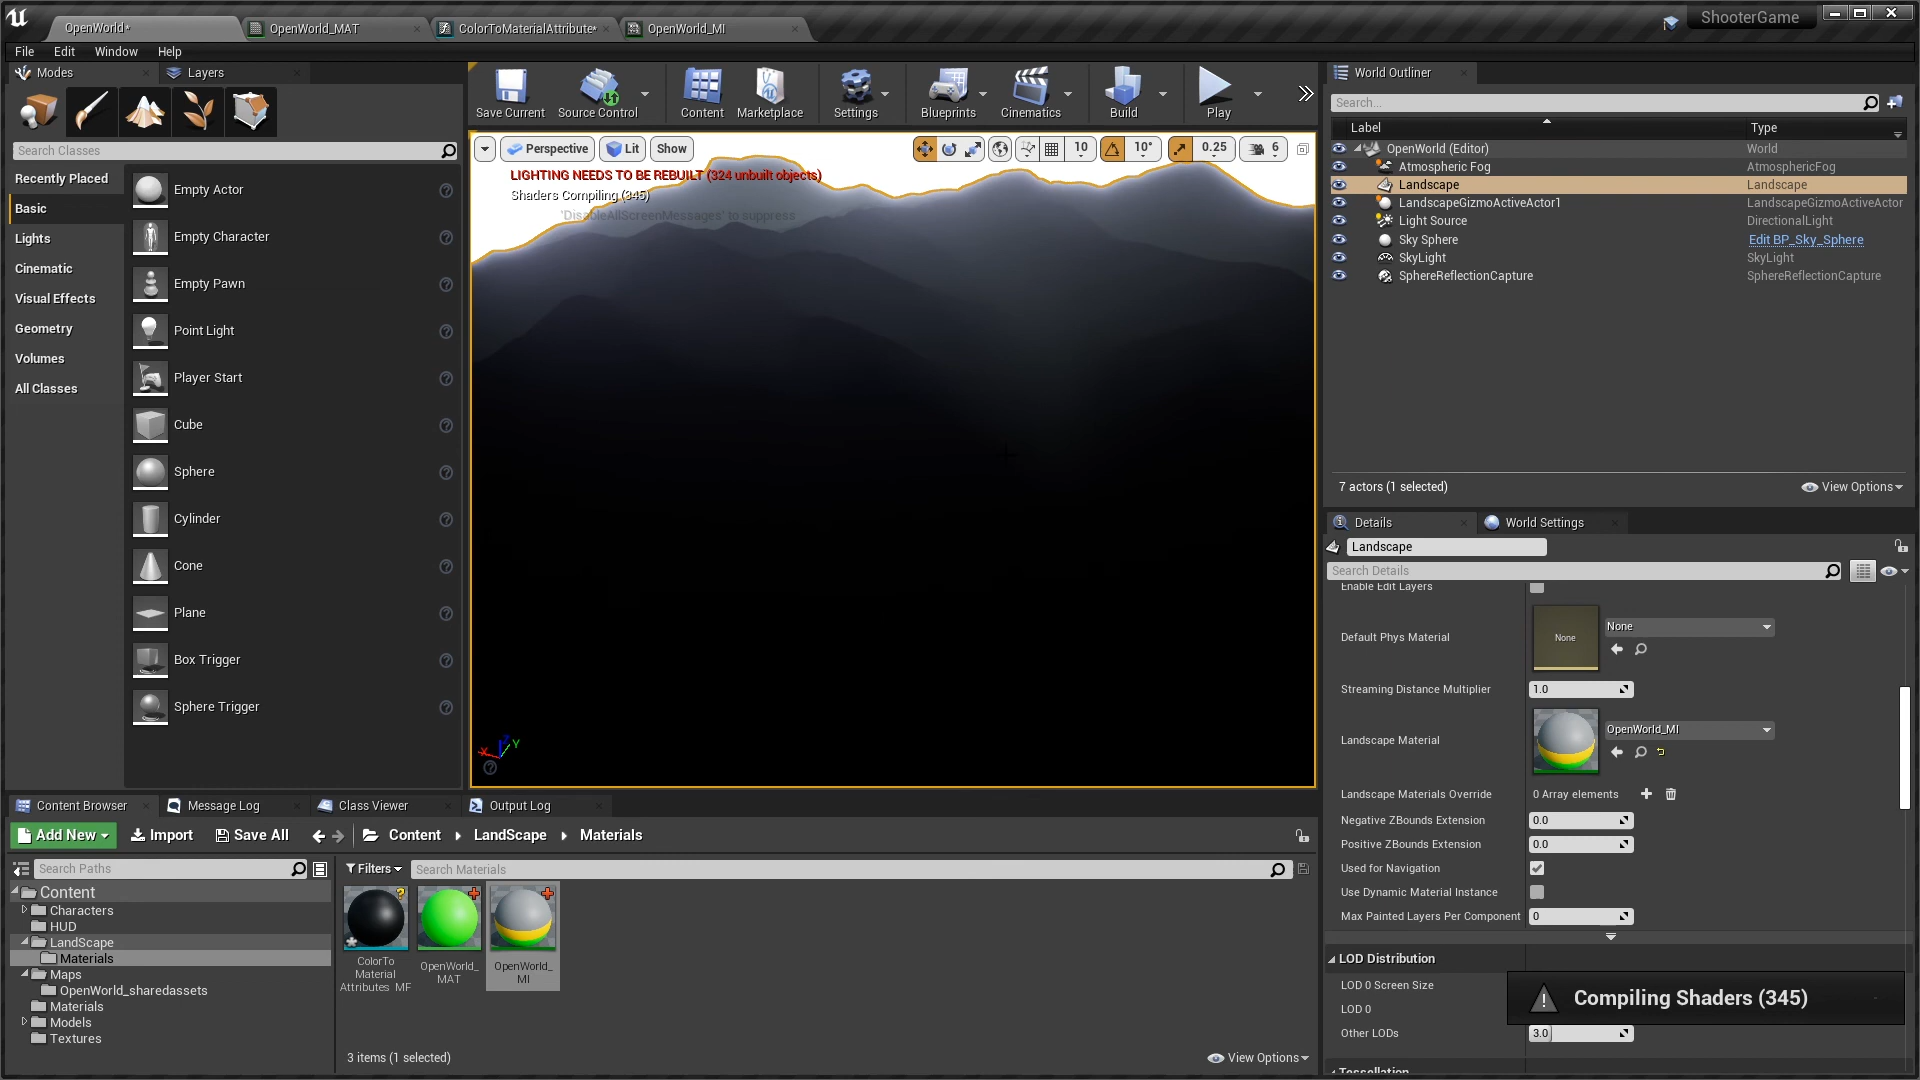 OpenWorld*
OpenWorld_MAT
ColorToMaterialAttribute*
OpenWorld_MI
ShooterGame
File Edit Window Help
Modes
Layers
Search Classes
Recently Placed
Basic
Lights
Cinematic
Visual Effects
Geometry
Volumes
All Classes
Empty Actor
Empty Character
Empty Pawn
Point Light
Player Start
Cube
Sphere
Cylinder
Cone
Plane
Box Trigger
Sphere Trigger
Save Current
Source Control
Content
Marketplace
Settings
Blueprints
Cinematics
Build
Play
Perspective
Lit
Show
10
10°
0.25
6
LIGHTING NEEDS TO BE REBUILT (324 unbuilt objects)
Shaders Compiling (345)
'DisableAllScreenMessages' to suppress
X
Z
Y
World Outliner
Search...
Label Type
OpenWorld (Editor) World
Atmospheric Fog AtmosphericFog
Landscape Landscape
LandscapeGizmoActiveActor1 LandscapeGizmoActiveActor
Light Source DirectionalLight
Sky Sphere Edit BP_Sky_Sphere
SkyLight SkyLight
SphereReflectionCapture SphereReflectionCapture
7 actors (1 selected)
View Options
Details
World Settings
Landscape
Search Details
Enable Edit Layers
Default Phys Material
None
None
Streaming Distance Multiplier 1.0
Landscape Material
OpenWorld_MI
Landscape Materials Override 0 Array elements
Negative ZBounds Extension 0.0
Positive ZBounds Extension 0.0
Used for Navigation
Use Dynamic Material Instance
Max Painted Layers Per Component 0
LOD Distribution
LOD 0 Screen Size
LOD 0
Other LODs 3.0
Tessellation
Compiling Shaders (345)
Content Browser
Message Log
Class Viewer
Output Log
Add New
Import
Save All
Content
LandScape
Materials
Search Paths
Content
Characters
HUD
LandScape
Materials
Maps
OpenWorld_sharedassets
Materials
Models
Textures
Filters
Search Materials
ColorTo
Material
Attributes_MF
OpenWorld_
MAT
OpenWorld_
MI
3 items (1 selected)
View Options